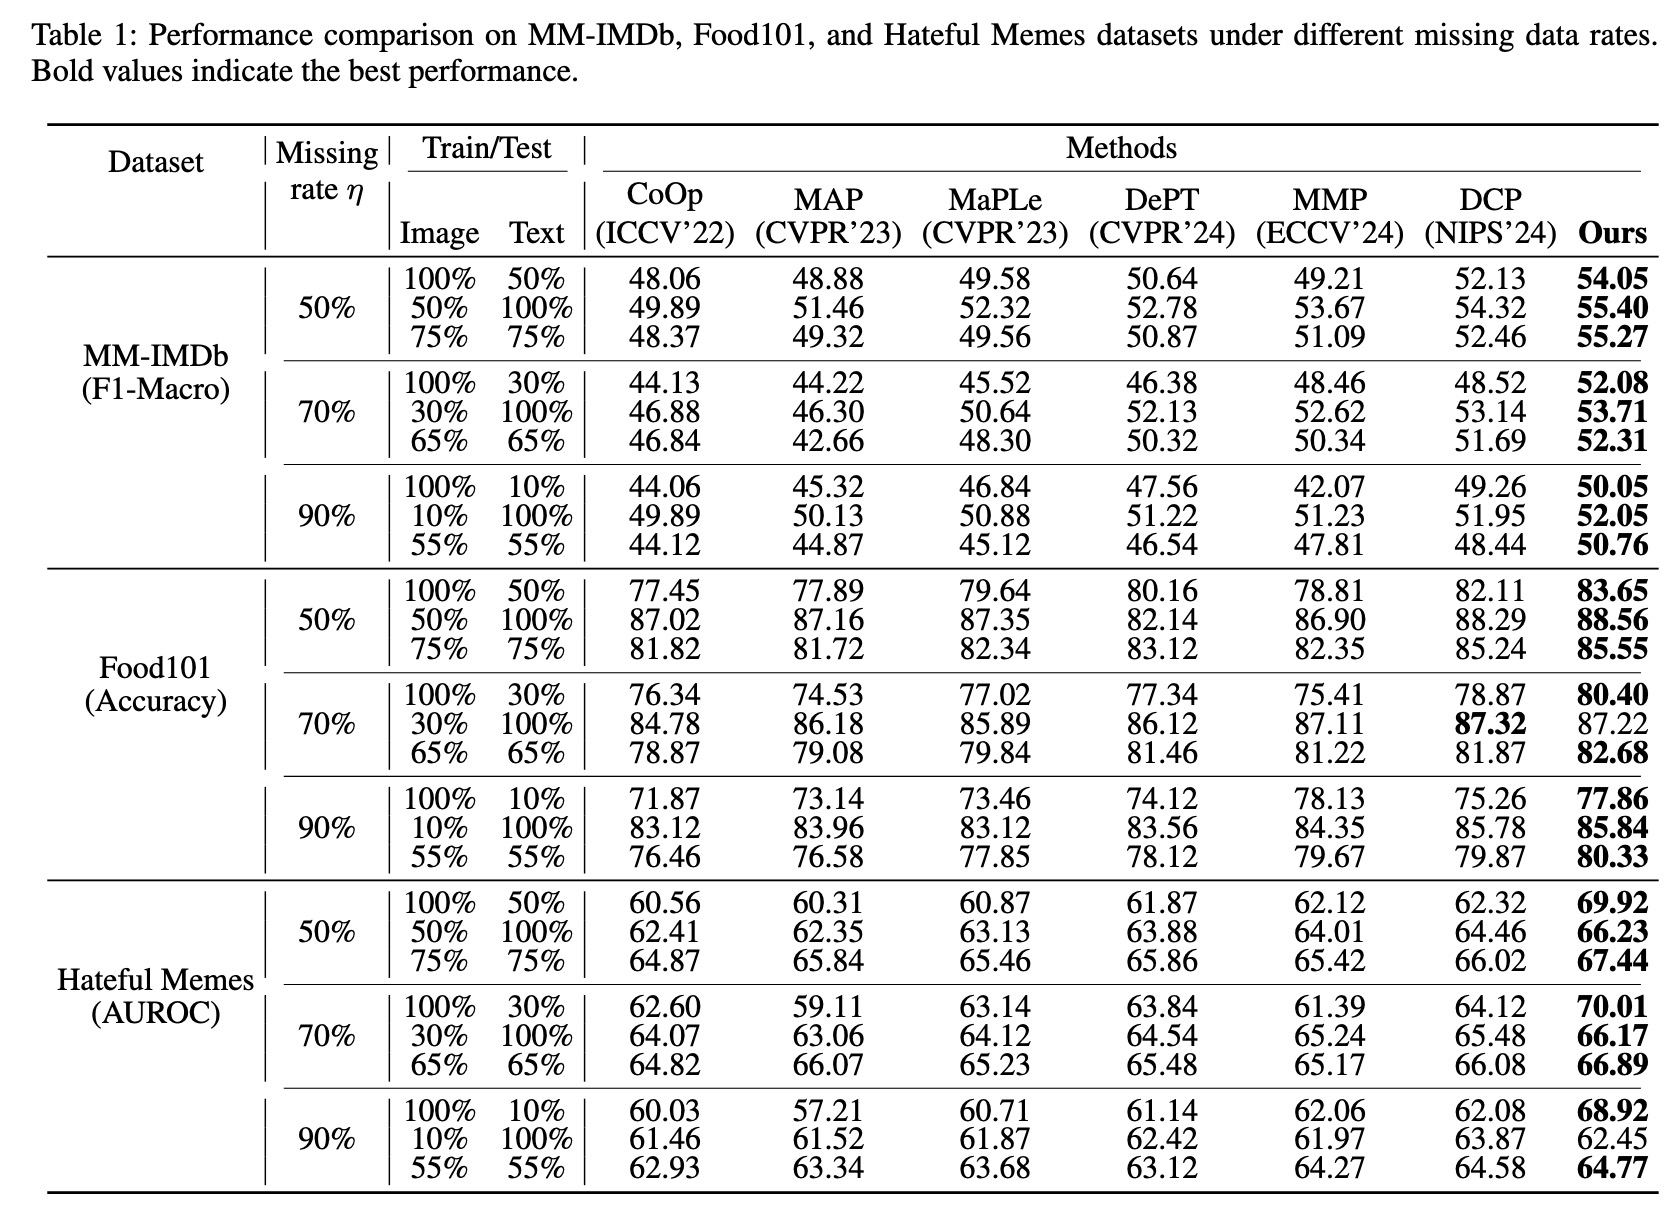 Table 1: Performance comparison on MM-IMDb, Food101, and Hateful Memes datasets under different missing data rates.
Bold values indicate the best performance.
Dataset | Missing rate η | Train/Test | Methods
Image Text | CoOp (ICCV'22) MAP (CVPR'23) MaPLe (CVPR'23) DePT (CVPR'24) MMP (ECCV'24) DCP (NIPS'24) Ours
MM-IMDb (F1-Macro)
50%
100% 50% 48.06 48.88 49.58 50.64 49.21 52.13 54.05
50% 100% 49.89 51.46 52.32 52.78 53.67 54.32 55.40
75% 75% 48.37 49.32 49.56 50.87 51.09 52.46 55.27
70%
100% 30% 44.13 44.22 45.52 46.38 48.46 48.52 52.08
30% 100% 46.88 46.30 50.64 52.13 52.62 53.14 53.71
65% 65% 46.84 42.66 48.30 50.32 50.34 51.69 52.31
90%
100% 10% 44.06 45.32 46.84 47.56 42.07 49.26 50.05
10% 100% 49.89 50.13 50.88 51.22 51.23 51.95 52.05
55% 55% 44.12 44.87 45.12 46.54 47.81 48.44 50.76
Food101 (Accuracy)
50%
100% 50% 77.45 77.89 79.64 80.16 78.81 82.11 83.65
50% 100% 87.02 87.16 87.35 82.14 86.90 88.29 88.56
75% 75% 81.82 81.72 82.34 83.12 82.35 85.24 85.55
70%
100% 30% 76.34 74.53 77.02 77.34 75.41 78.87 80.40
30% 100% 84.78 86.18 85.89 86.12 87.11 87.32 87.22
65% 65% 78.87 79.08 79.84 81.46 81.22 81.87 82.68
90%
100% 10% 71.87 73.14 73.46 74.12 78.13 75.26 77.86
10% 100% 83.12 83.96 83.12 83.56 84.35 85.78 85.84
55% 55% 76.46 76.58 77.85 78.12 79.67 79.87 80.33
Hateful Memes (AUROC)
50%
100% 50% 60.56 60.31 60.87 61.87 62.12 62.32 69.92
50% 100% 62.41 62.35 63.13 63.88 64.01 64.46 66.23
75% 75% 64.87 65.84 65.46 65.86 65.42 66.02 67.44
70%
100% 30% 62.60 59.11 63.14 63.84 61.39 64.12 70.01
30% 100% 64.07 63.06 64.12 64.54 65.24 65.48 66.17
65% 65% 64.82 66.07 65.23 65.48 65.17 66.08 66.89
90%
100% 10% 60.03 57.21 60.71 61.14 62.06 62.08 68.92
10% 100% 61.46 61.52 61.87 62.42 61.97 63.87 62.45
55% 55% 62.93 63.34 63.68 63.12 64.27 64.58 64.77